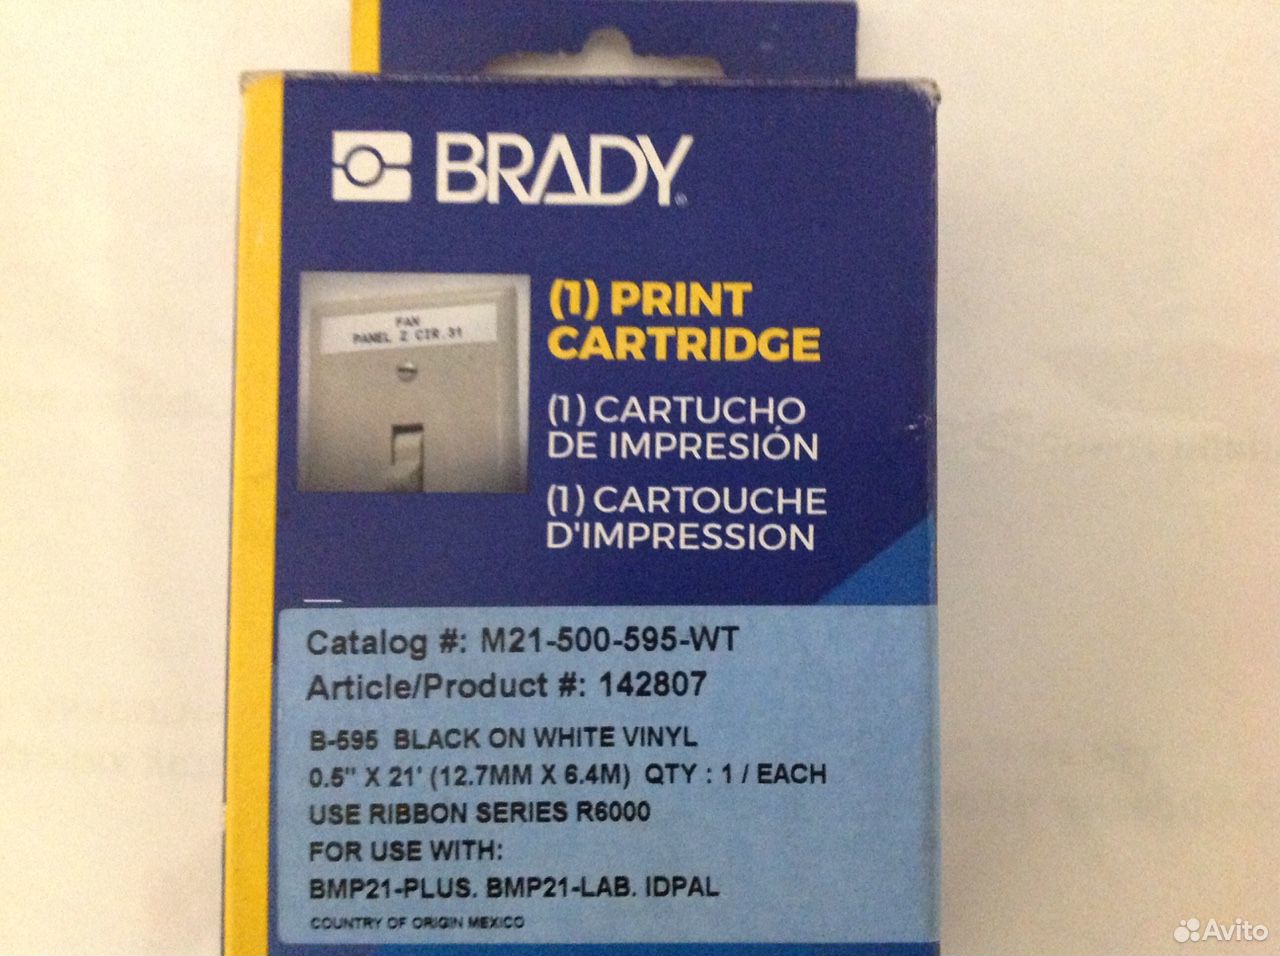 BRADY®
FAN
PANEL 2 CIR.31
(1) PRINT
CARTRIDGE
(1) CARTUCHO
DE IMPRESIÓN
(1) CARTOUCHE
D'IMPRESSION
Catalog #: M21-500-595-WT
Article/Product #: 142807
B-595 BLACK ON WHITE VINYL
0.5" X 21' (12.7MM X 6.4M) QTY : 1 / EACH
USE RIBBON SERIES R6000
FOR USE WITH:
BMP21-PLUS. BMP21-LAB. IDPAL
COUNTRY OF ORIGIN MEXICO
Avito